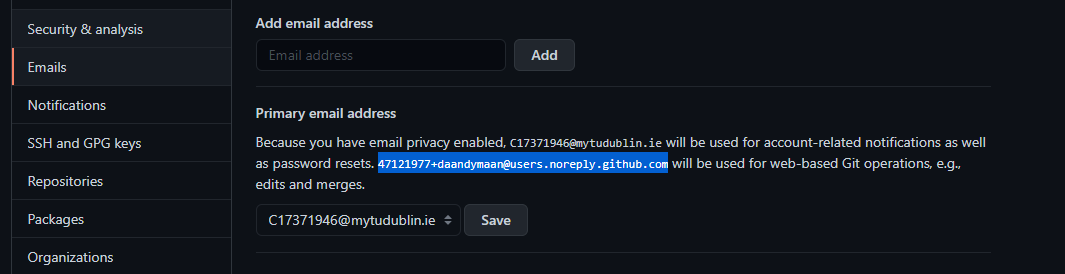 Security & analysis
Emails
Notifications
SSH and GPG keys
Repositories
Packages
Organizations
Add email address
Email address
Add
Primary email address
Because you have email privacy enabled, C17371946@mytudublin.ie will be used for account-related notifications as well
as password resets. 47121977+daandymaan@users.noreply.github.com will be used for web-based Git operations, e.g.,
edits and merges.
C17371946@mytudublin.ie
Save